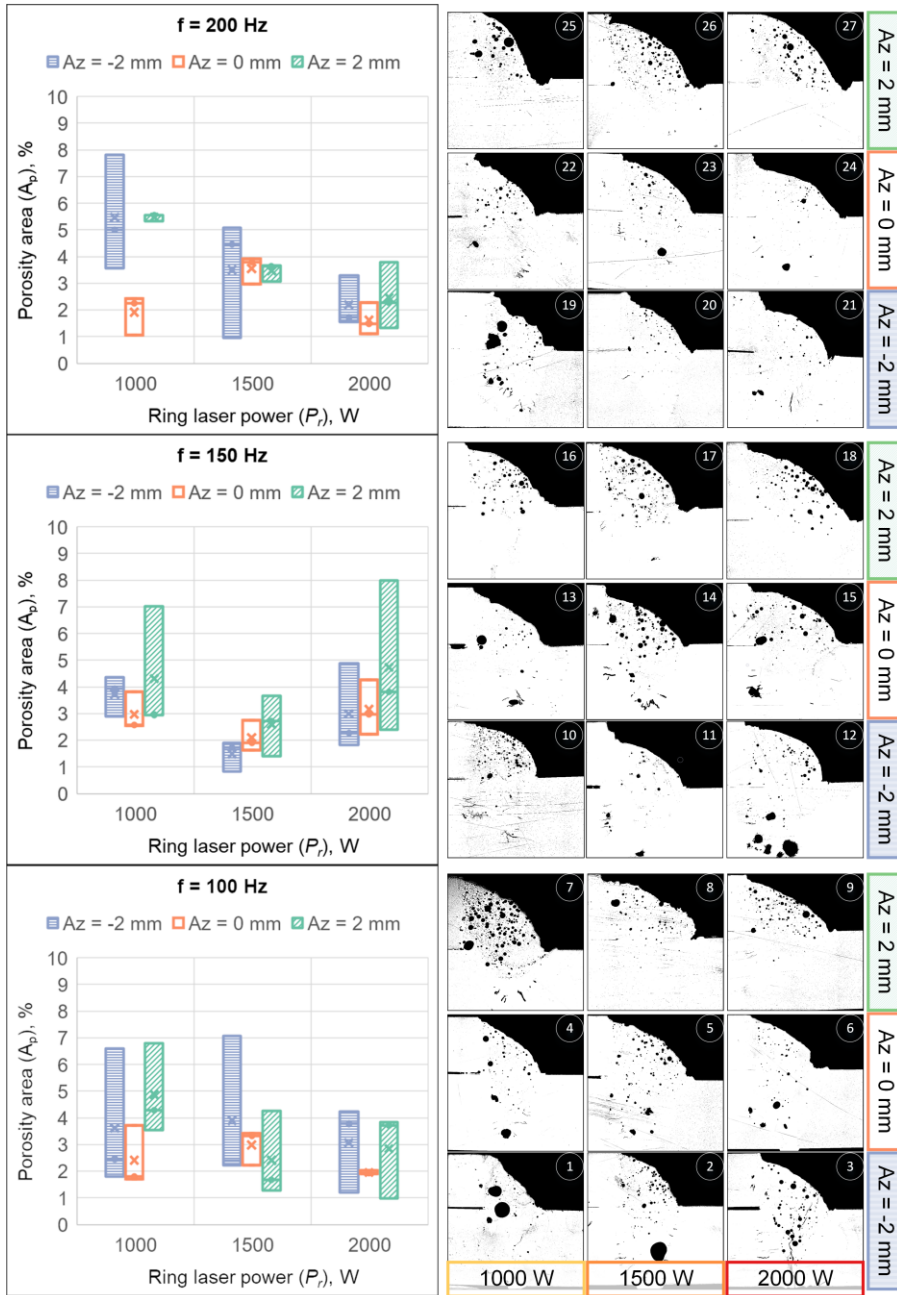 f = 200 Hz
Az = -2 mm Az = 0 mm Az = 2 mm
10
9
8
7
6
5
4
3
2
1
0
Porosity area (Aₚ), %
1000 1500 2000
Ring laser power (Pᵣ), W
25 26 27
Az = 2 mm
22 23 24
Az = 0 mm
19 20 21
Az = -2 mm
f = 150 Hz
Az = -2 mm Az = 0 mm Az = 2 mm
10
9
8
7
6
5
4
3
2
1
0
Porosity area (Aₚ), %
1000 1500 2000
Ring laser power (Pᵣ), W
16 17 18
Az = 2 mm
13 14 15
Az = 0 mm
10 11 12
Az = -2 mm
f = 100 Hz
Az = -2 mm Az = 0 mm Az = 2 mm
10
9
8
7
6
5
4
3
2
1
0
Porosity area (Aₚ), %
1000 1500 2000
Ring laser power (Pᵣ), W
7 8 9
Az = 2 mm
4 5 6
Az = 0 mm
1 2 3
Az = -2 mm
1000 W 1500 W 2000 W